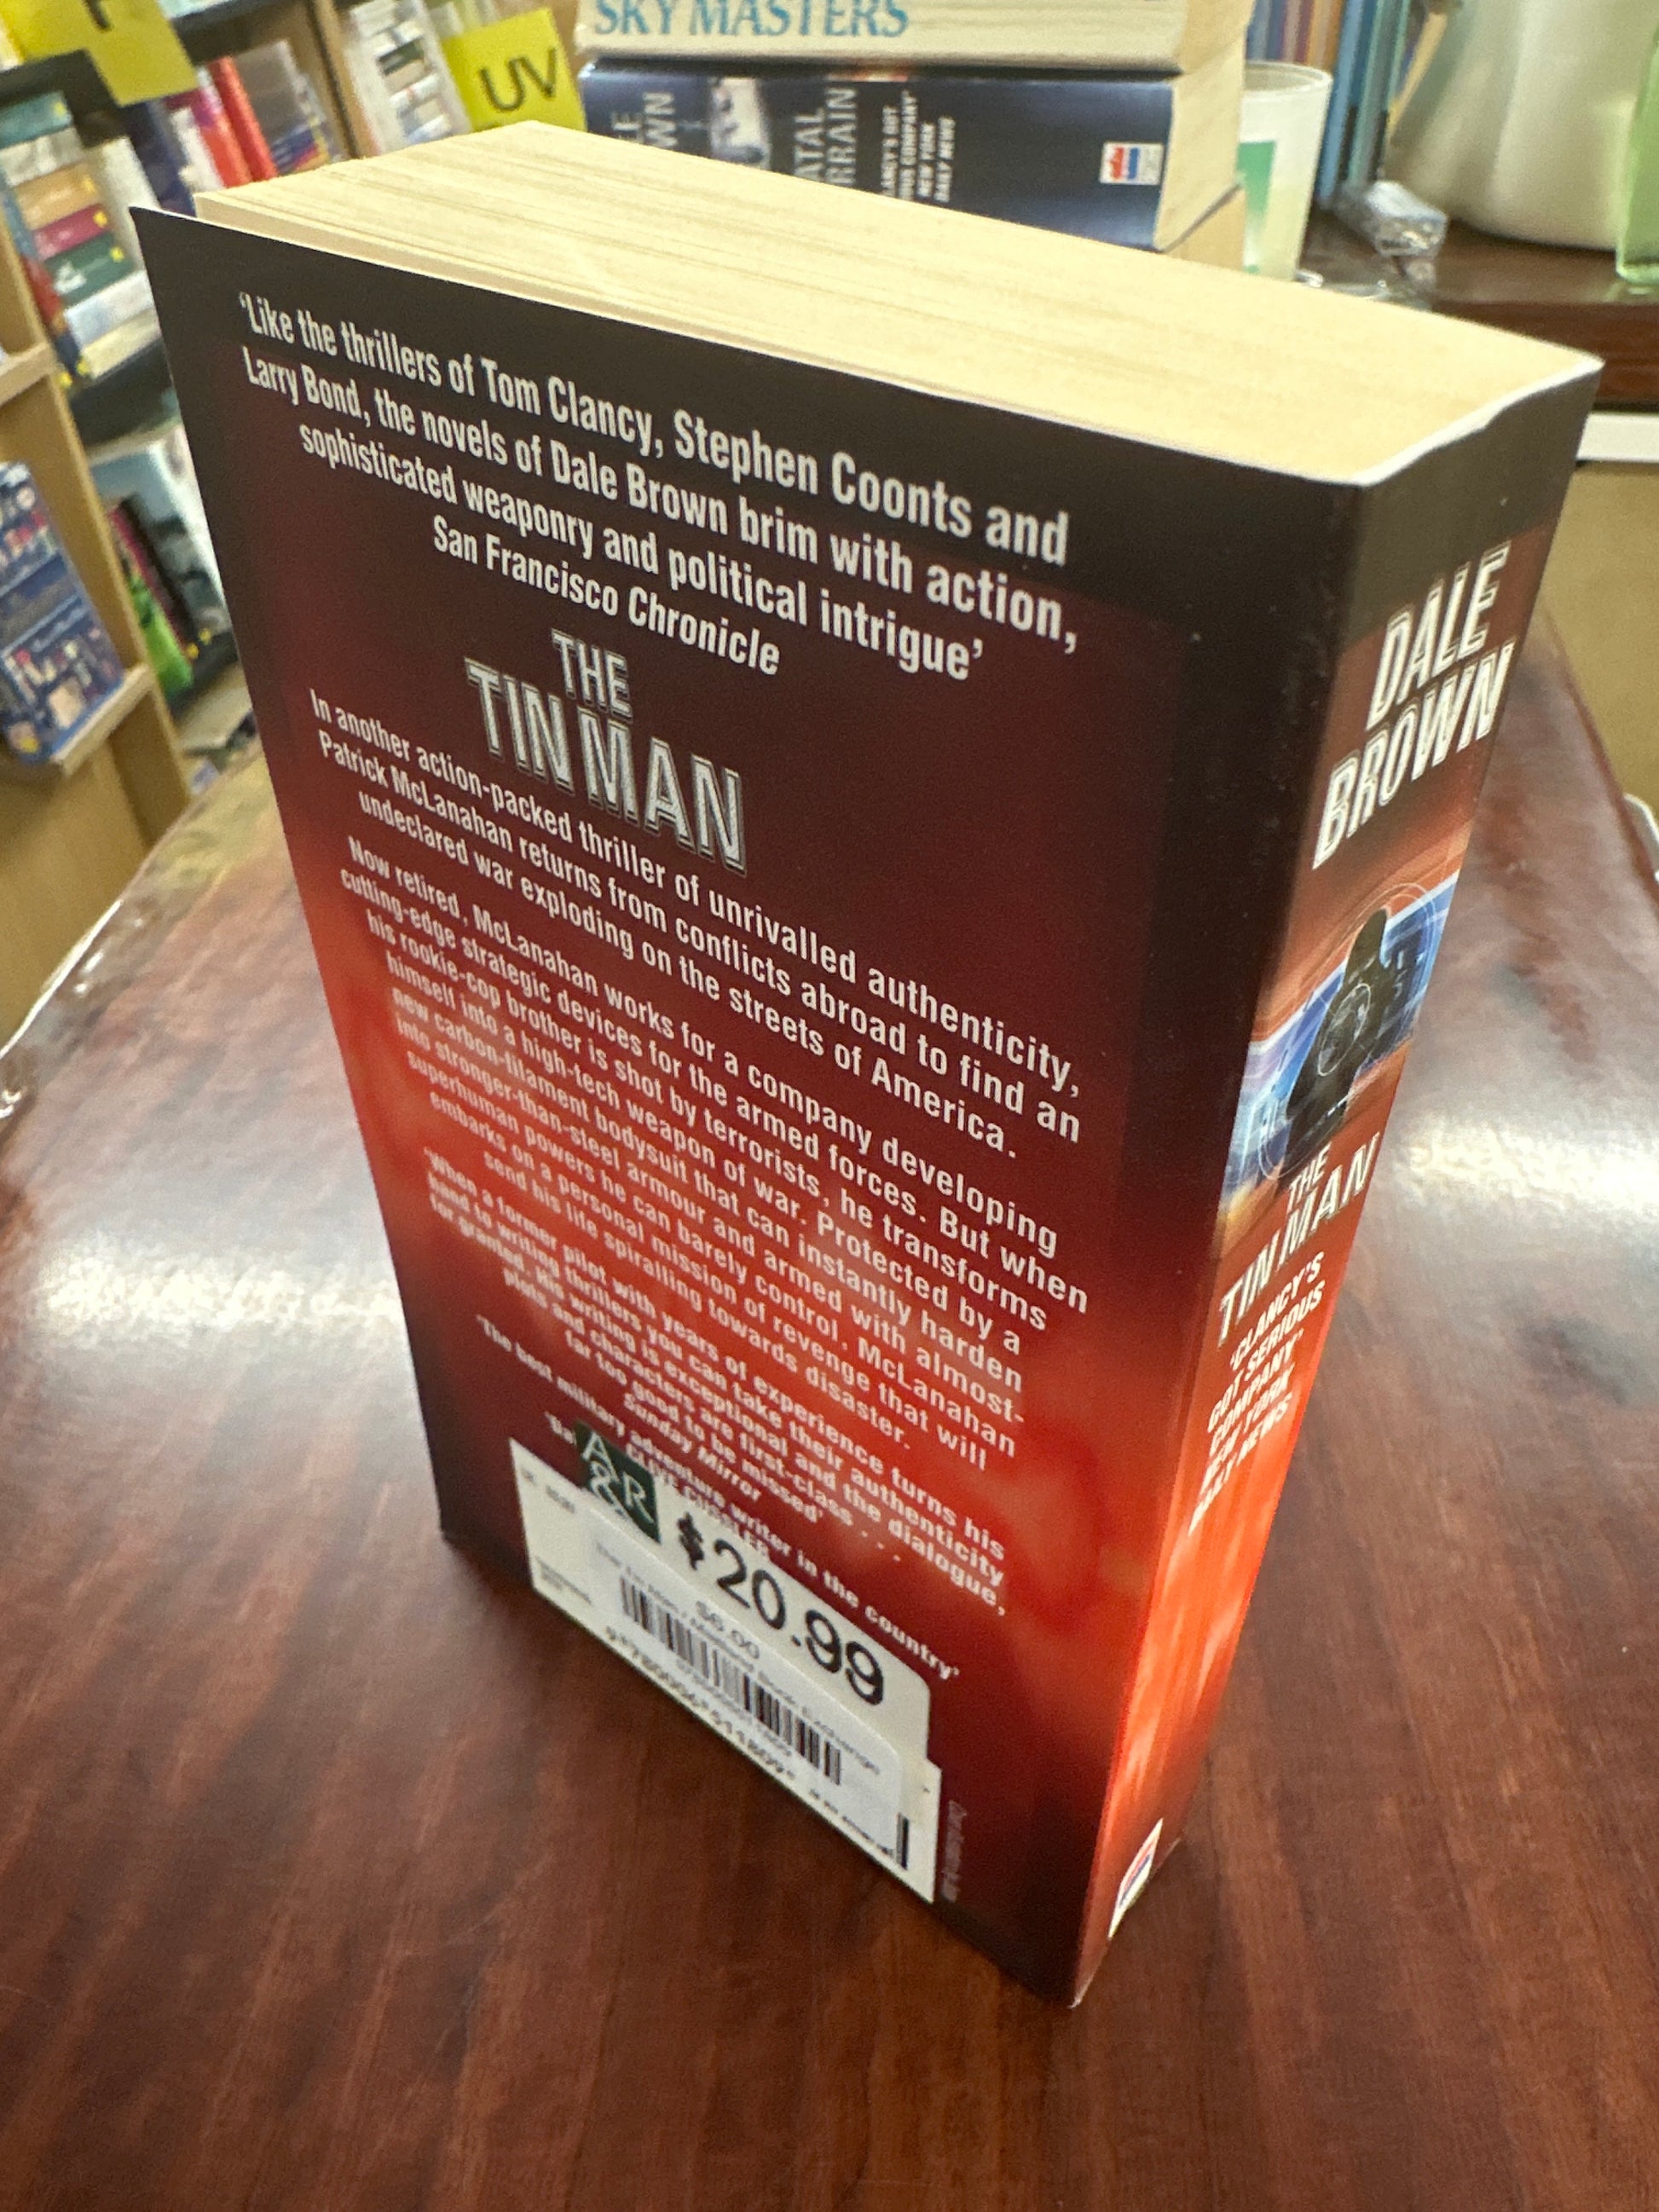 SKY MASTERS
UV
'CLANCY'S GOT
NEW YORK
DAILY NEWS
'Like the thrillers of Tom Clancy, Stephen Coonts and
Larry Bond, the novels of Dale Brown brim with action,
sophisticated weaponry and political intrigue'
San Francisco Chronicle
THE
TIN MAN
In another action-packed thriller of unrivalled authenticity,
Patrick McLanahan returns from conflicts abroad to find an
undeclared war exploding on the streets of America.
Now retired, McLanahan works for a company developing
cutting-edge strategic devices for the armed forces. But when
his rookie-cop brother is shot by terrorists, he transforms
himself into a high-tech weapon of war. Protected by a
new carbon-filament bodysuit that can instantly harden
into stronger-than-steel armour and armed with almost-
superhuman powers he can barely control, McLanahan
embarks on a personal mission of revenge that will
send his life spiralling towards disaster.
'When a former pilot with years of experience turns his
hand to writing thrillers you can take their authenticity
for granted. His writing is exceptional and the dialogue,
plots and characters are first-class . . .
far too good to be missed'
Sunday Mirror
'The best military adventure writer in the country'
CLIVE CUSSLER
A
&R
$20.99
$6.00
DALE
BROWN
THE
TIN MAN
'CLANCY'S
GOT SERIOUS
COMPANY'
NEW YORK
DAILY NEWS